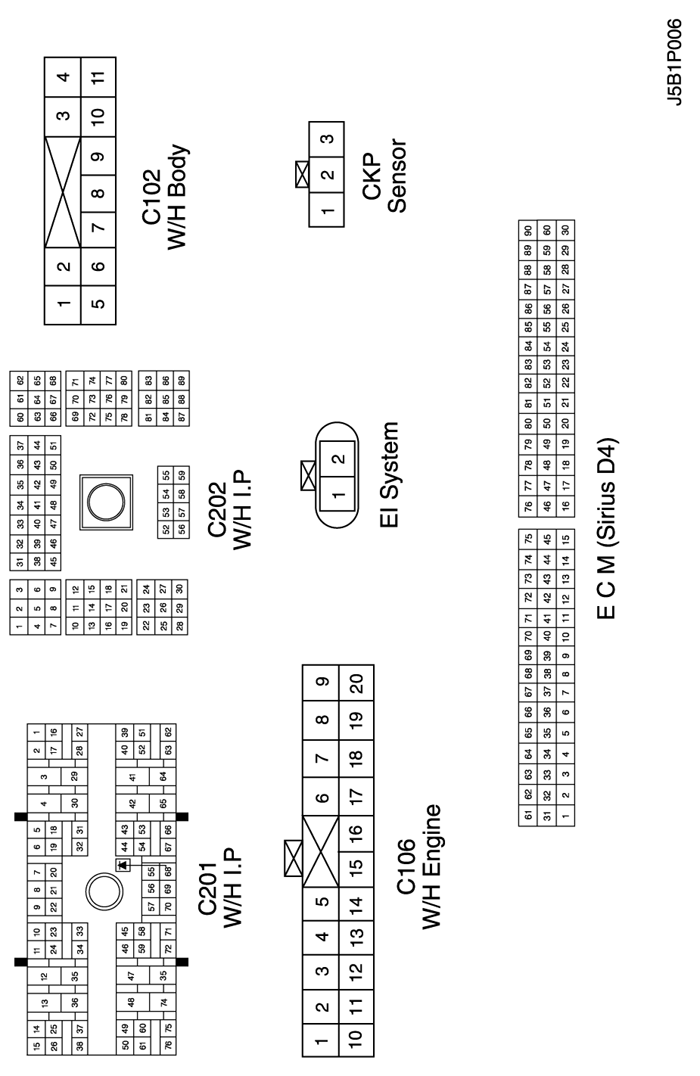 15 14 13 12 11 10 9 8 7 6 5 4 3 2 1
26 25 24 23 22 21 20 19 18 17 16
38 37 36 35 34 33 32 31 30 29 28 27
50 49 48 47 46 45 44 43 42 41 40 39
61 60 59 58 57 56 55 54 53 52 51
76 75 74 35 72 71 70 69 68 67 66 65 64 63 62
C201
W/H I.P
1 2 3
4 5 6
7 8 9
10 11 12
13 14 15
16 17 18
19 20 21
22 23 24
25 26 27
28 29 30
31 32 33 34 35 36 37
38 39 40 41 42 43 44
45 46 47 48 49 50 51
52 53 54 55
56 57 58 59
60 61 62
63 64 65
66 67 68
69 70 71
72 73 74
75 76 77
78 79 80
81 82 83
84 85 86
87 88 89
C202
W/H I.P
1 2 3 4
5 6 7 8 9 10 11
C102
W/H Body
1 2 3 4 5 6 7 8 9
10 11 12 13 14 15 16 17 18 19 20
C106
W/H Engine
1 2
EI System
1 2 3
CKP
Sensor
61 62 63 64 65 66 67 68 69 70 71 72 73 74 75 76 77 78 79 80 81 82 83 84 85 86 87 88 89 90
31 32 33 34 35 36 37 38 39 40 41 42 43 44 45 46 47 48 49 50 51 52 53 54 55 56 57 58 59 60
1 2 3 4 5 6 7 8 9 10 11 12 13 14 15 16 17 18 19 20 21 22 23 24 25 26 27 28 29 30
E C M (Sirius D4)
J5B1P006